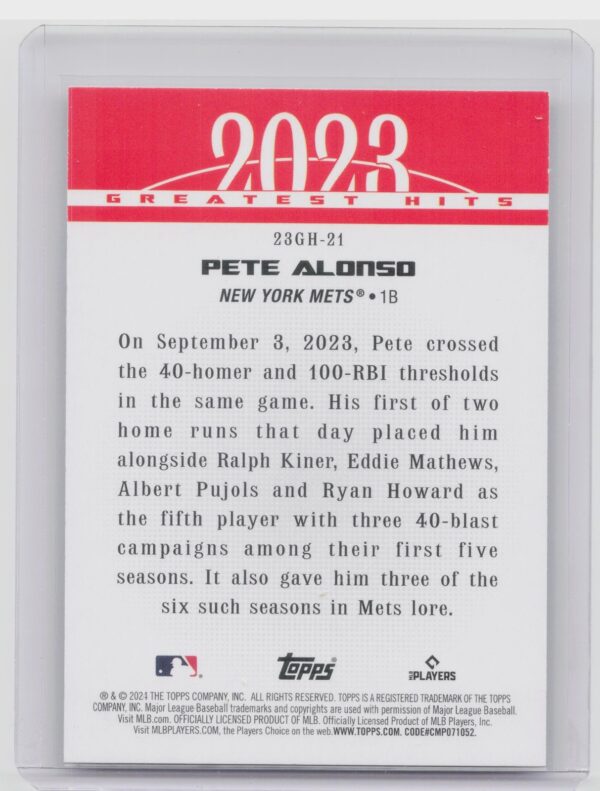 2023
GREATEST HITS
23GH-21
PETE ALONSO
NEW YORK METS® • 1B
On September 3, 2023, Pete crossed
the 40-homer and 100-RBI thresholds
in the same game. His first of two
home runs that day placed him
alongside Ralph Kiner, Eddie Mathews,
Albert Pujols and Ryan Howard as
the fifth player with three 40-blast
campaigns among their first five
seasons. It also gave him three of the
six such seasons in Mets lore.
TOPPS®
MLB PLAYERS
® & © 2024 THE TOPPS COMPANY, INC. ALL RIGHTS RESERVED. TOPPS IS A REGISTERED TRADEMARK OF THE TOPPS
COMPANY, INC. Major League Baseball trademarks and copyrights are used with permission of Major League Baseball.
Visit MLB.com. OFFICIALLY LICENSED PRODUCT OF MLB. Officially Licensed Product of MLB Players, Inc.
Visit MLBPLAYERS.COM, the Players Choice on the web.WWW.TOPPS.COM. CODE#CMP071052.